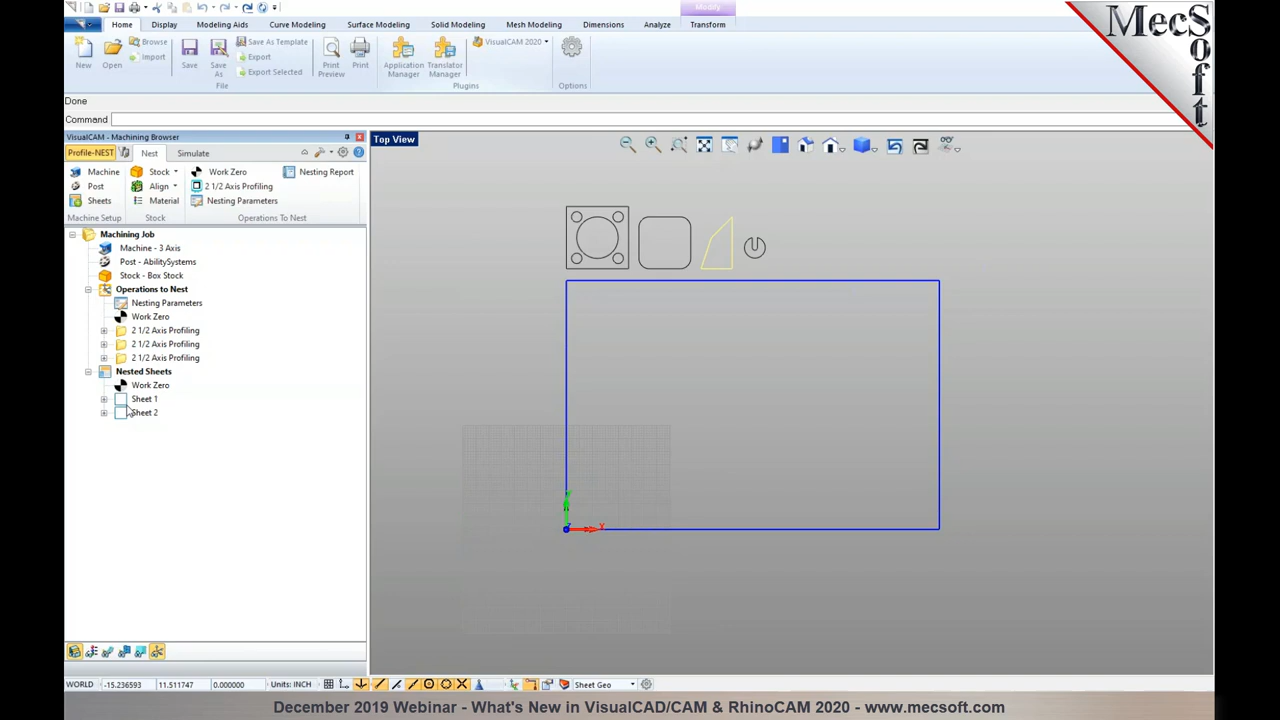 Modify
Home Display Modeling Aids Curve Modeling Surface Modeling Solid Modeling Mesh Modeling Dimensions Analyze Transform
New
Open
Browse
Import
Save
Save As
Save As Template
Export
Export Selected
Print Preview
Print
Application Manager
Translator Manager
VisualCAM 2020
Options
File
Plugins
Options
Done
Command
VisualCAM - Machining Browser
Profile-NEST Nest Simulate
Machine Stock Work Zero Nesting Report
Post Align 2 1/2 Axis Profiling
Sheets Material Nesting Parameters
Machine Setup Stock Operations To Nest
Machining Job
Machine - 3 Axis
Post - AbilitySystems
Stock - Box Stock
Operations to Nest
Nesting Parameters
Work Zero
2 1/2 Axis Profiling
2 1/2 Axis Profiling
2 1/2 Axis Profiling
Nested Sheets
Work Zero
Sheet 1
Sheet 2
Top View
X
MecSoft
WORLD -15.236593 11.511747 0.000000 Units: INCH Sheet Geo
December 2019 Webinar - What's New in VisualCAD/CAM & RhinoCAM 2020 - www.mecsoft.com